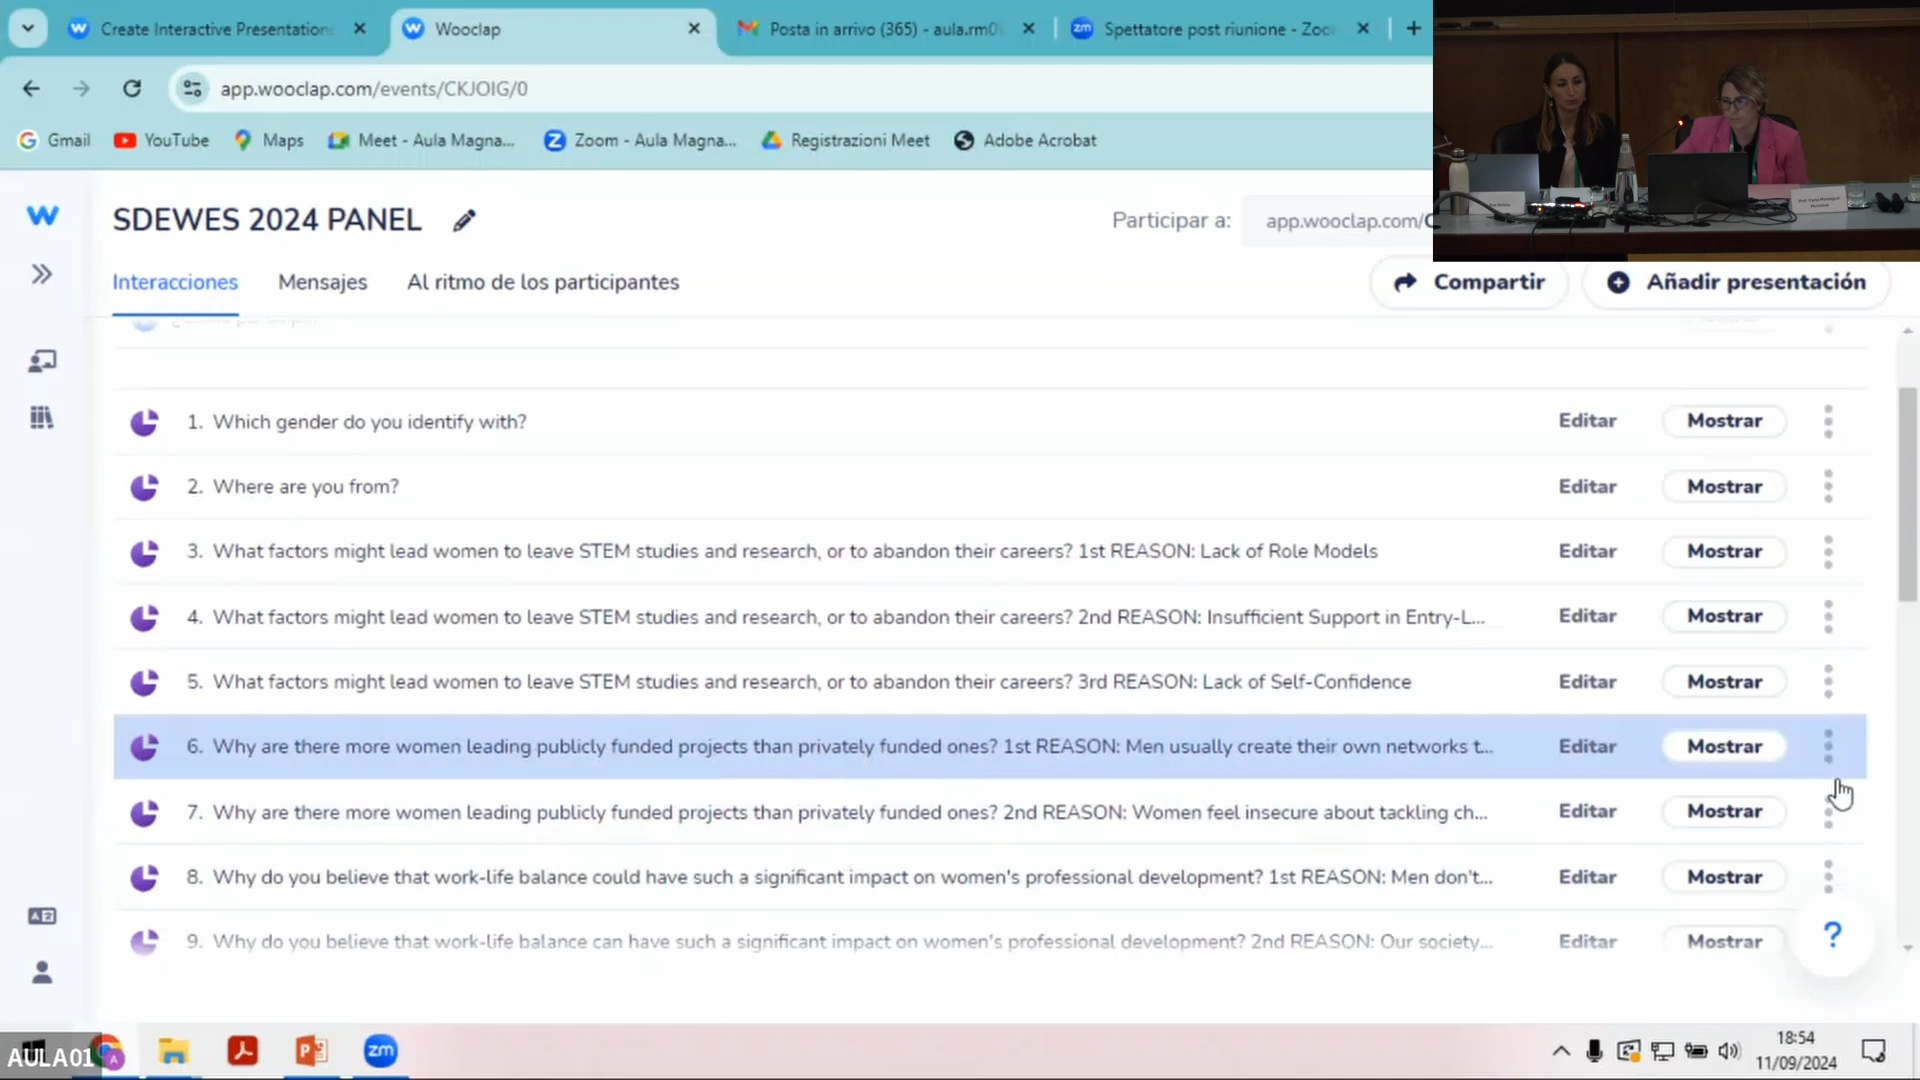 Create Interactive Presentation
Wooclap
Posta in arrivo (365) - aula.rm0
Spettatore post riunione - Zoo
app.wooclap.com/events/CKJOIG/0
Gmail
YouTube
Maps
Meet - Aula Magna...
Zoom - Aula Magna...
Registrazioni Meet
Adobe Acrobat
SDEWES 2024 PANEL
Participar a:
app.wooclap.com/
Interacciones
Mensajes
Al ritmo de los participantes
Compartir
Añadir presentación
1. Which gender do you identify with?
Editar
Mostrar
2. Where are you from?
Editar
Mostrar
3. What factors might lead women to leave STEM studies and research, or to abandon their careers? 1st REASON: Lack of Role Models
Editar
Mostrar
4. What factors might lead women to leave STEM studies and research, or to abandon their careers? 2nd REASON: Insufficient Support in Entry-L...
Editar
Mostrar
5. What factors might lead women to leave STEM studies and research, or to abandon their careers? 3rd REASON: Lack of Self-Confidence
Editar
Mostrar
6. Why are there more women leading publicly funded projects than privately funded ones? 1st REASON: Men usually create their own networks t...
Editar
Mostrar
7. Why are there more women leading publicly funded projects than privately funded ones? 2nd REASON: Women feel insecure about tackling ch...
Editar
Mostrar
8. Why do you believe that work-life balance could have such a significant impact on women's professional development? 1st REASON: Men don't...
Editar
Mostrar
9. Why do you believe that work-life balance can have such a significant impact on women's professional development? 2nd REASON: Our society...
Editar
Mostrar
?
AULA01
zm
18:54
11/09/2024